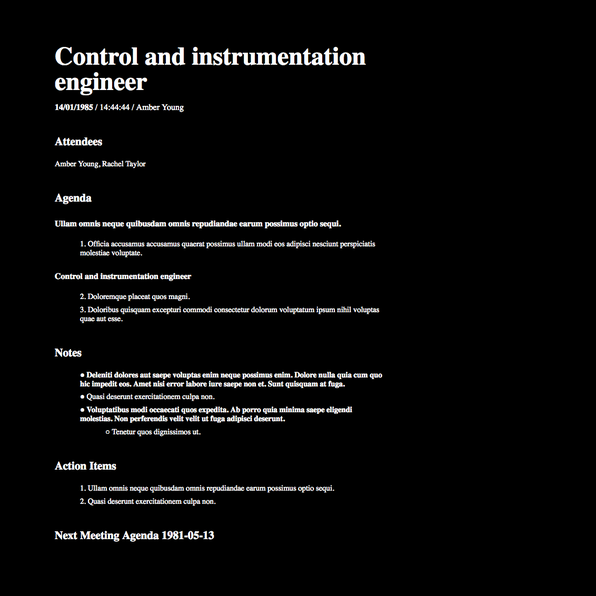 Control and instrumentation
engineer
14/01/1985 / 14:44:44 / Amber Young
Attendees
Amber Young, Rachel Taylor
Agenda
Ullam omnis neque quibusdam omnis repudiandae earum possimus optio sequi.
1. Officia accusamus accusamus quaerat possimus ullam modi eos adipisci nesciunt perspiciatis
molestiae voluptate.
Control and instrumentation engineer
2. Doloremque placeat quos magni.
3. Doloribus quisquam excepturi commodi consectetur dolorum voluptatum ipsum nihil voluptas
quae aut esse.
Notes
● Deleniti dolores aut saepe voluptas enim neque possimus enim. Dolore nulla quia cum quo
hic impedit eos. Amet nisi error labore iure saepe non et. Sunt quisquam at fuga.
● Quasi deserunt exercitationem culpa non.
● Voluptatibus modi occaecati quos expedita. Ab porro quia minima saepe eligendi
molestias. Non perferendis velit velit ut fuga adipisci deserunt.
○ Tenetur quos dignissimos ut.
Action Items
1. Ullam omnis neque quibusdam omnis repudiandae earum possimus optio sequi.
2. Quasi deserunt exercitationem culpa non.
Next Meeting Agenda 1981-05-13